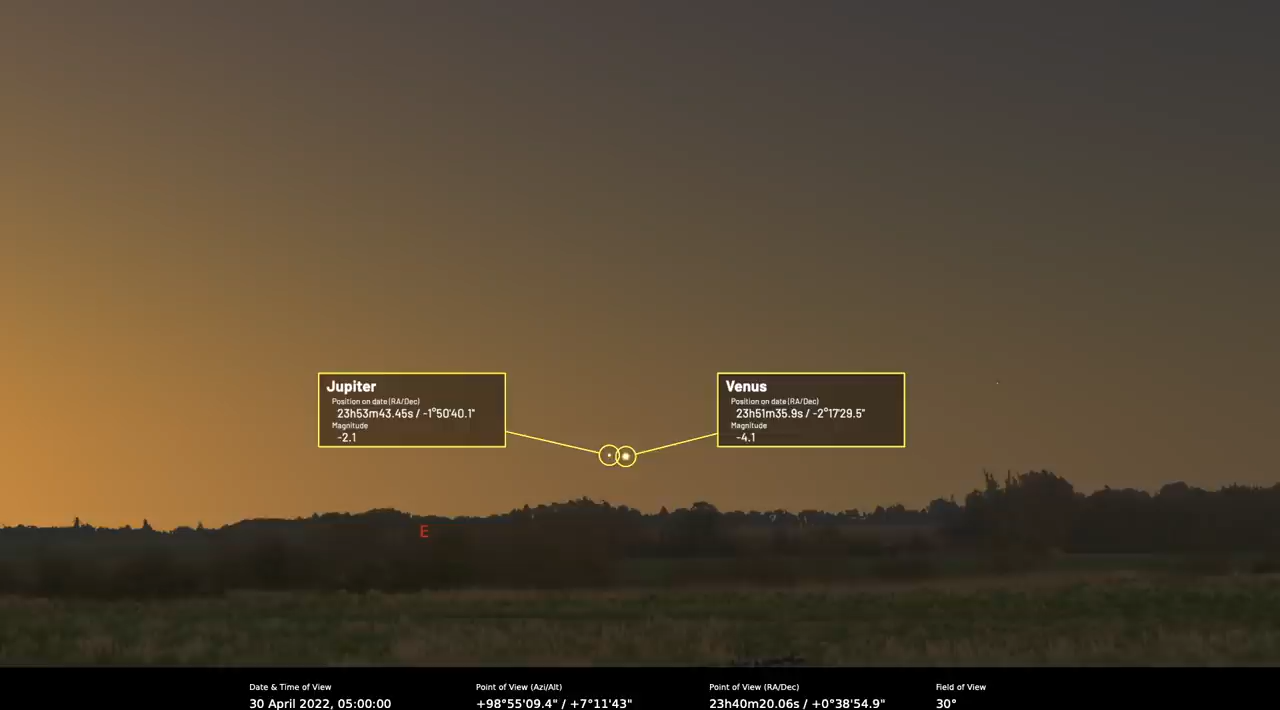 Jupiter
Position on date (RA/Dec)
23h53m43.45s / -1°50'40.1"
Magnitude
-2.1
Venus
Position on date (RA/Dec)
23h51m35.9s / -2°17'29.5"
Magnitude
-4.1
E
Date & Time of View
30 April 2022, 05:00:00
Point of View (Azi/Alt)
+98°55'09.4" / +7°11'43"
Point of View (RA/Dec)
23h40m20.06s / +0°38'54.9"
Field of View
30°